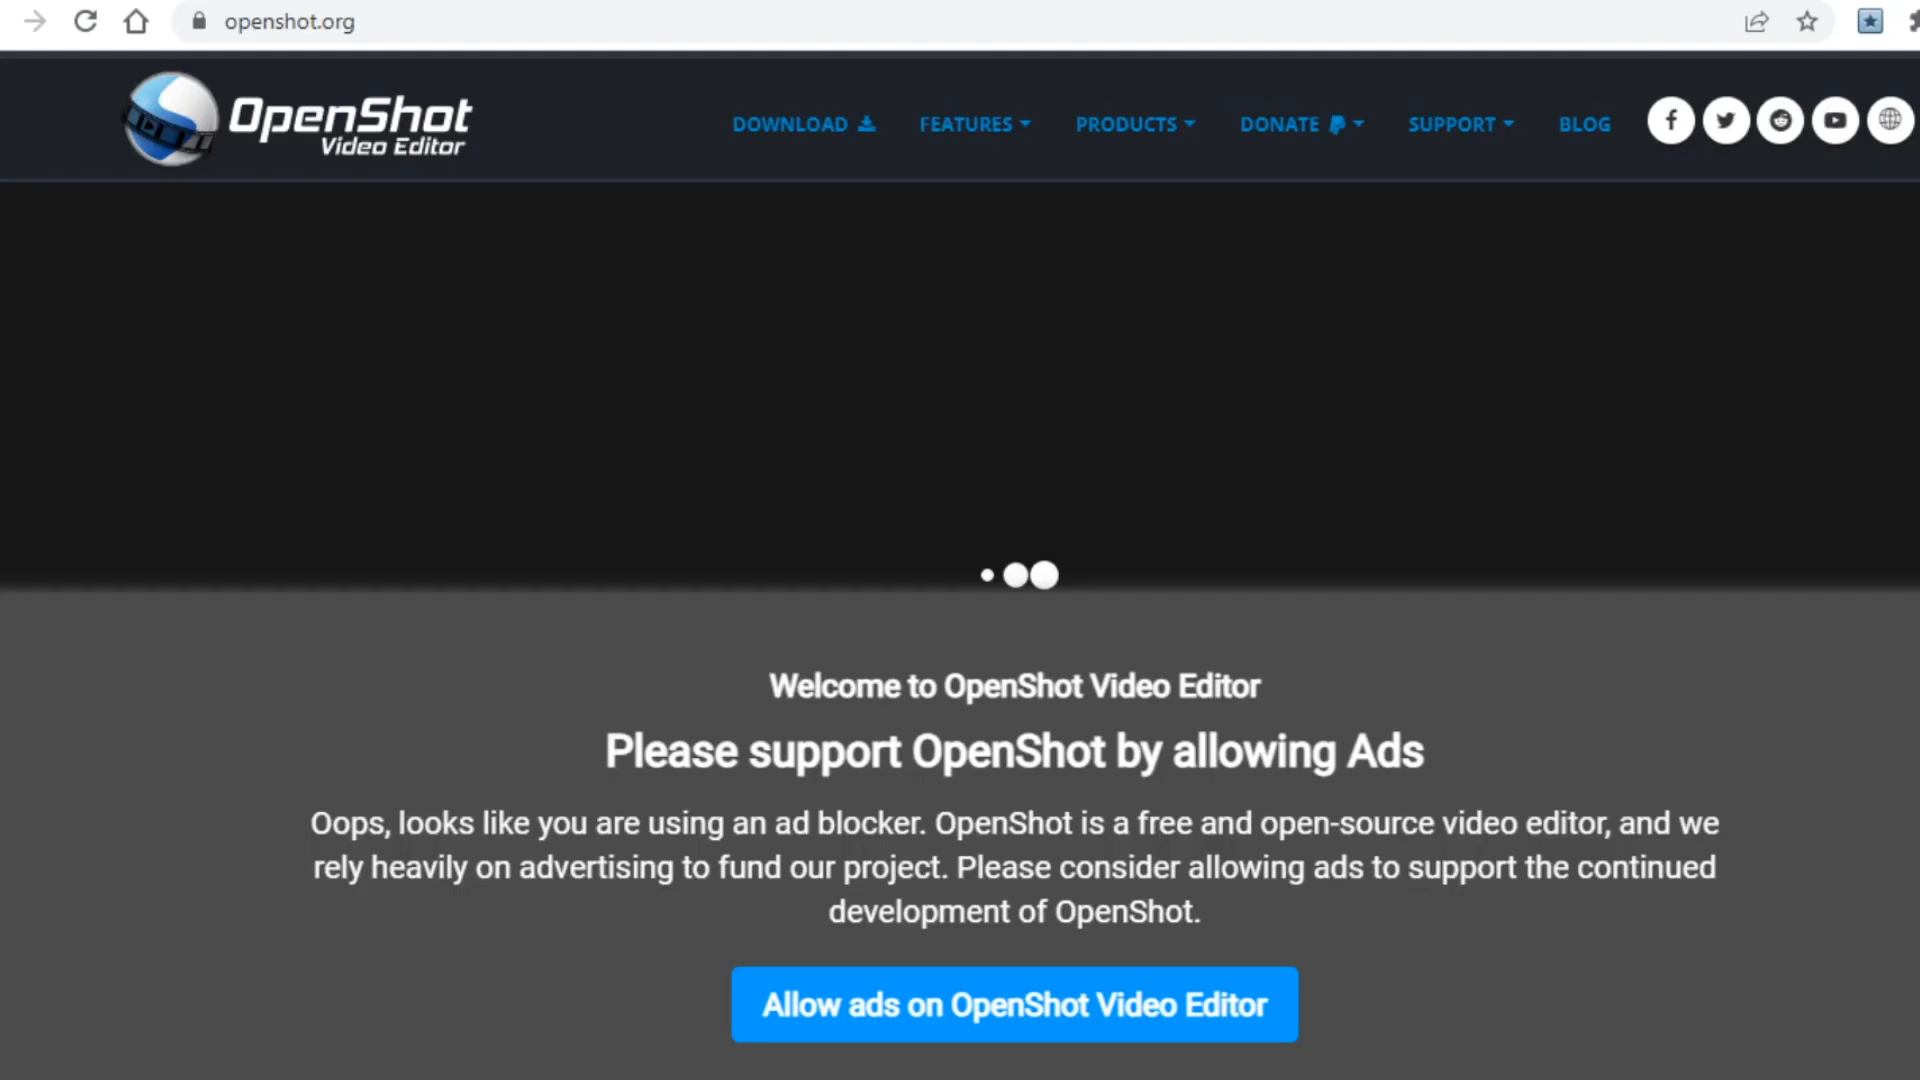 openshot.org
OpenShot
Video Editor
DOWNLOAD FEATURES PRODUCTS DONATE SUPPORT BLOG
Welcome to OpenShot Video Editor
Please support OpenShot by allowing Ads
Oops, looks like you are using an ad blocker. OpenShot is a free and open-source video editor, and we
rely heavily on advertising to fund our project. Please consider allowing ads to support the continued
development of OpenShot.
Allow ads on OpenShot Video Editor